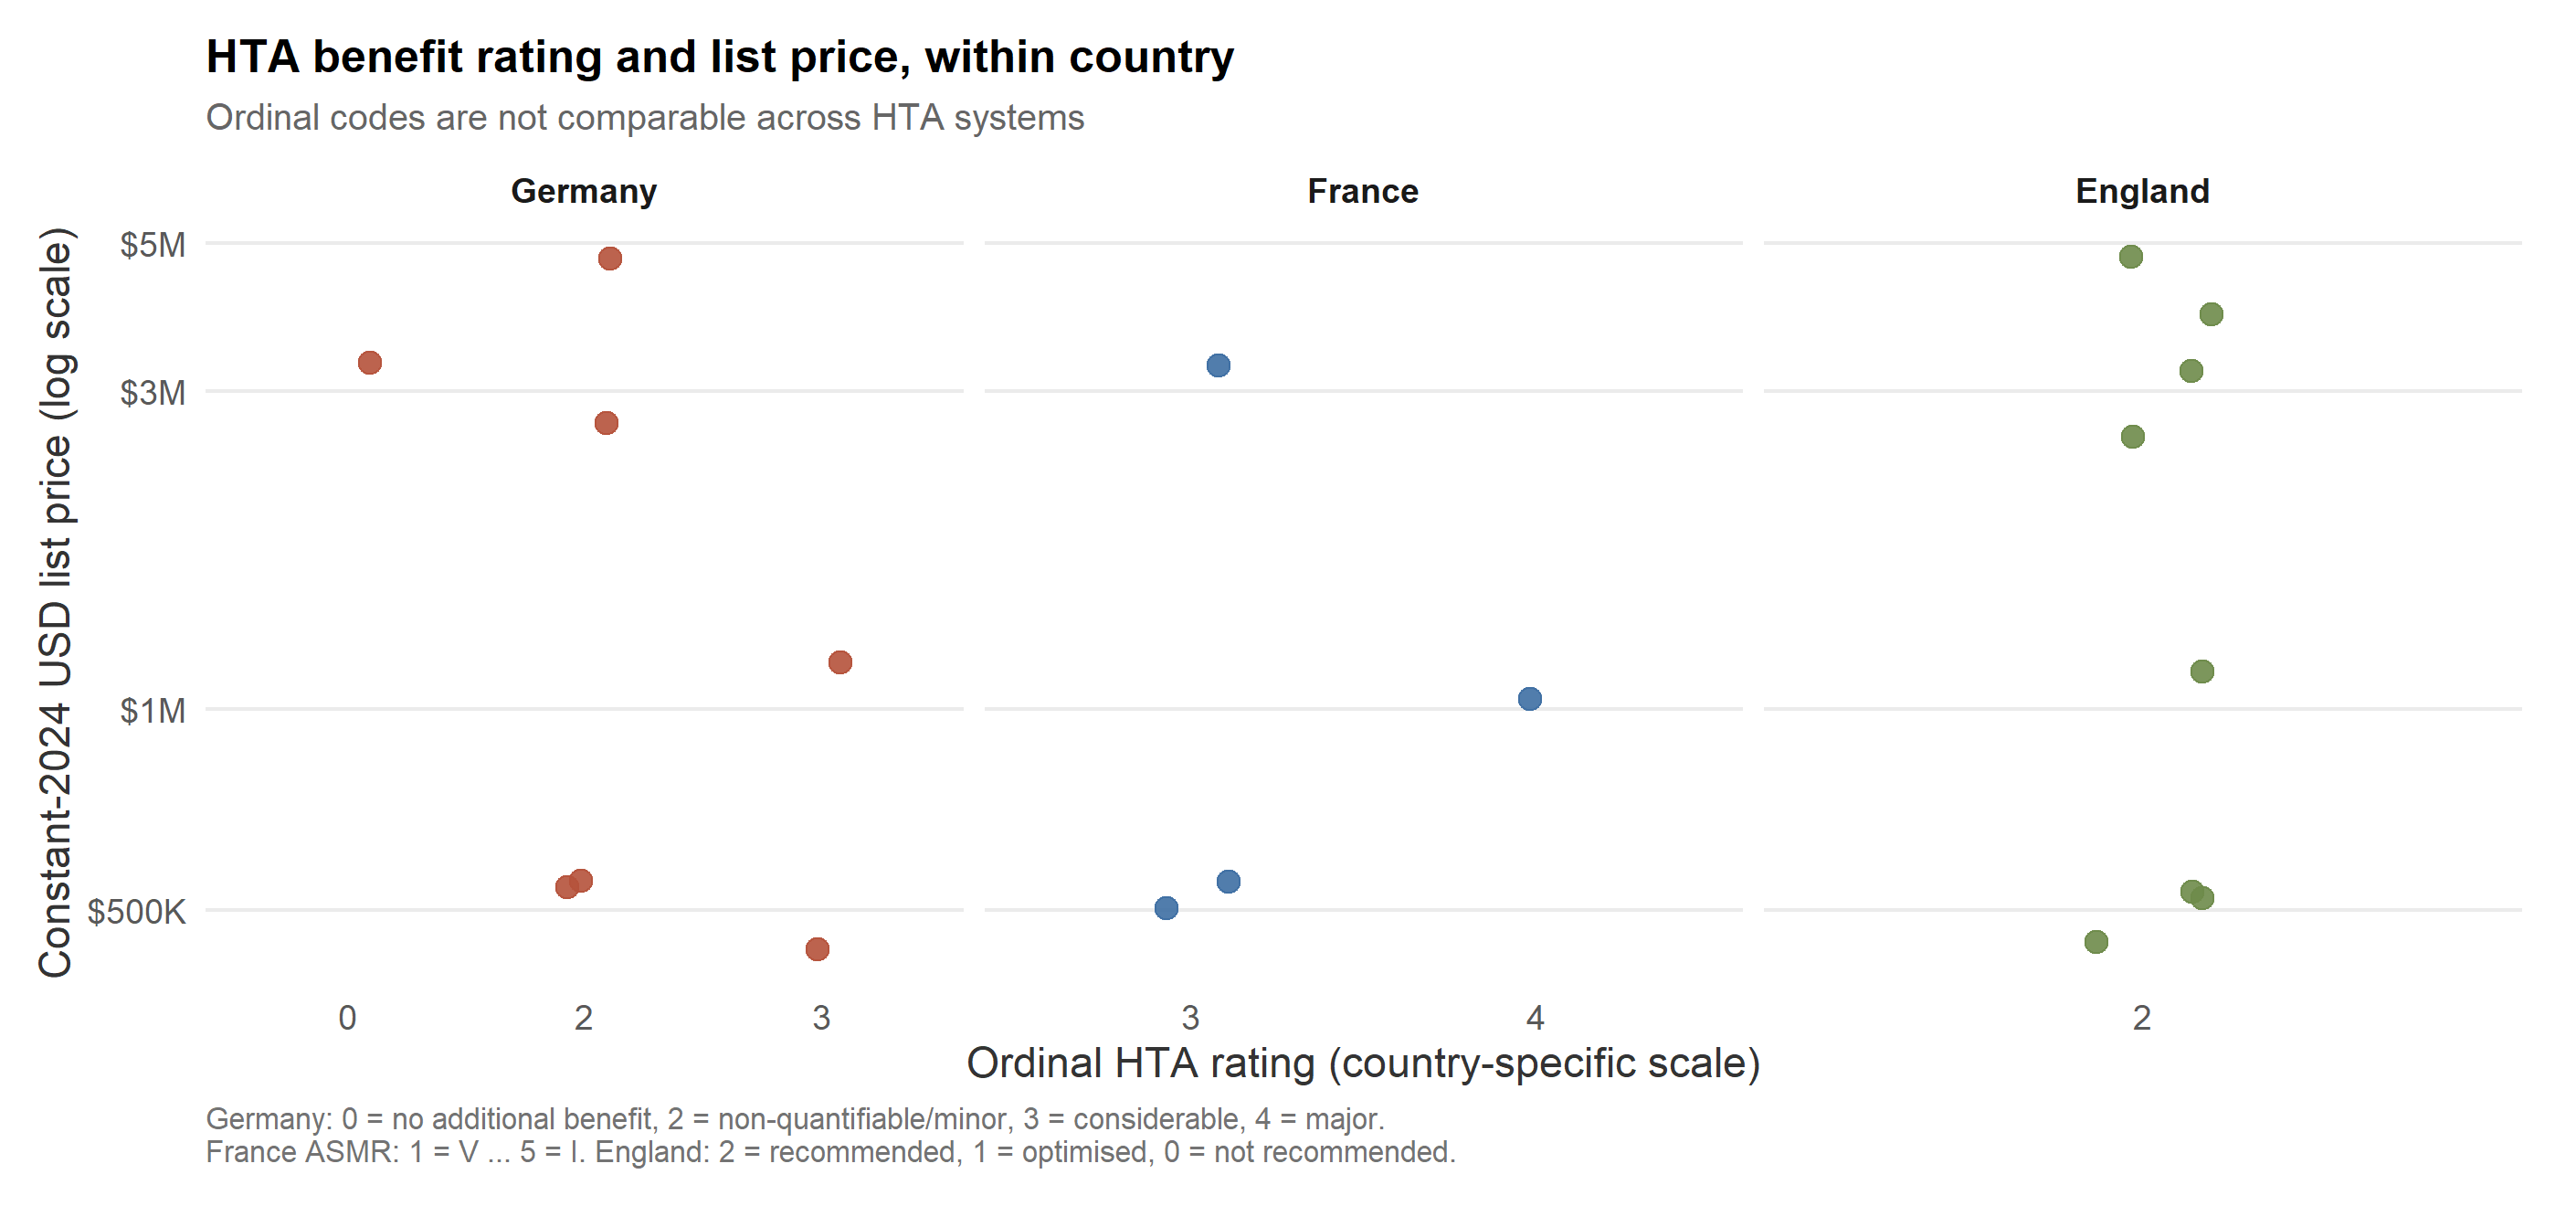 HTA benefit rating and list price, within country
Ordinal codes are not comparable across HTA systems
Germany
France
England
Constant-2024 USD list price (log scale)
$5M
$3M
$1M
$500K
0
2
3
3
4
2
Ordinal HTA rating (country-specific scale)
Germany: 0 = no additional benefit, 2 = non-quantifiable/minor, 3 = considerable, 4 = major.
France ASMR: 1 = V ... 5 = I. England: 2 = recommended, 1 = optimised, 0 = not recommended.